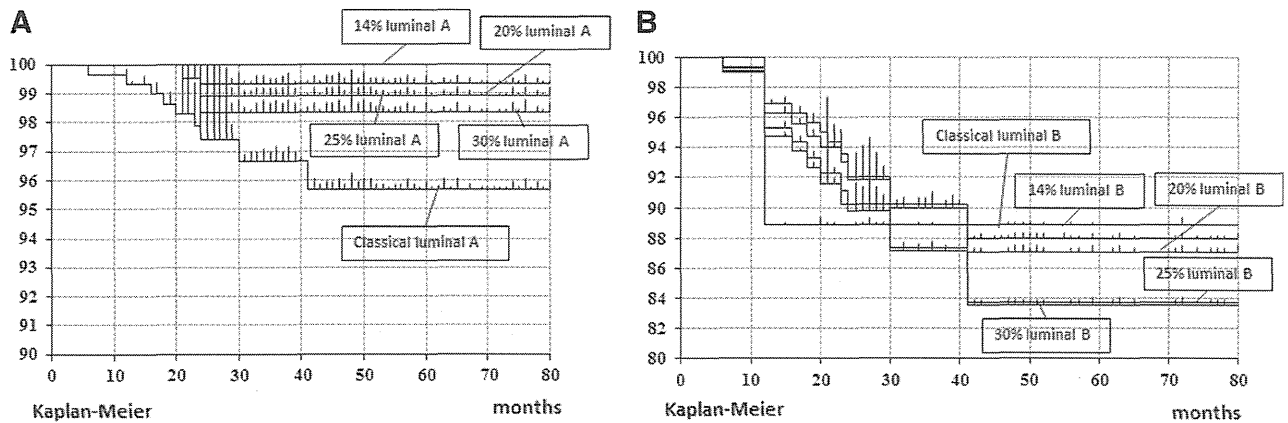 A
14% luminal A
20% luminal A
100
99
98
97
96
95
94
93
92
91
90
25% luminal A
30% luminal A
Classical luminal A
0 10 20 30 40 50 60 70 80
Kaplan-Meier months
B
100
98
96
94
92
90
88
86
84
82
80
Classical luminal B
14% luminal B
20% luminal B
25% luminal B
30% luminal B
0 10 20 30 40 50 60 70 80
Kaplan-Meier months